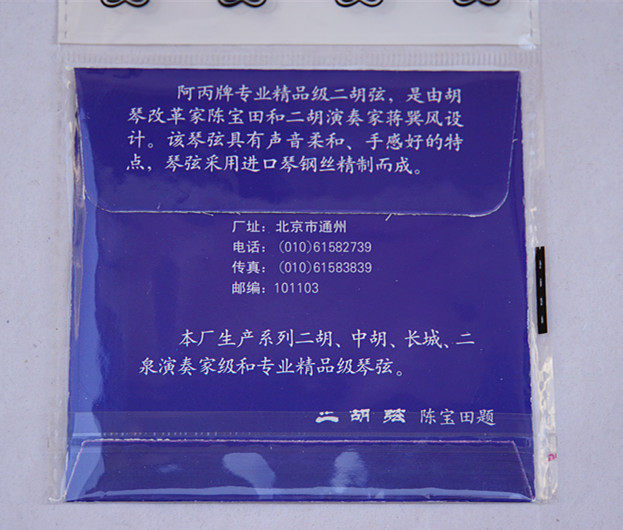 阿丙牌专业精品级二胡弦，是由胡
琴改革家陈宝田和二胡演奏家蒋巽风设
计。该琴弦具有声音柔和、手感好的特
点，琴弦采用进口琴钢丝精制而成。
厂址：北京市通州
电话：(010)61582739
传真：(010)61583839
邮编：101103
本厂生产系列二胡、中胡、长城、二
泉演奏家级和专业精品级琴弦。
二胡弦 陈宝田题